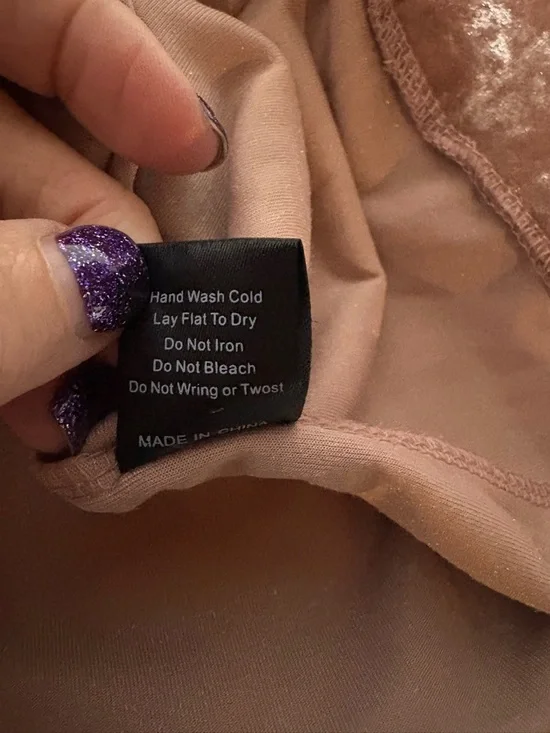 Hand Wash Cold
Lay Flat To Dry
Do Not Iron
Do Not Bleach
Do Not Wring or Twost
MADE IN CHINA